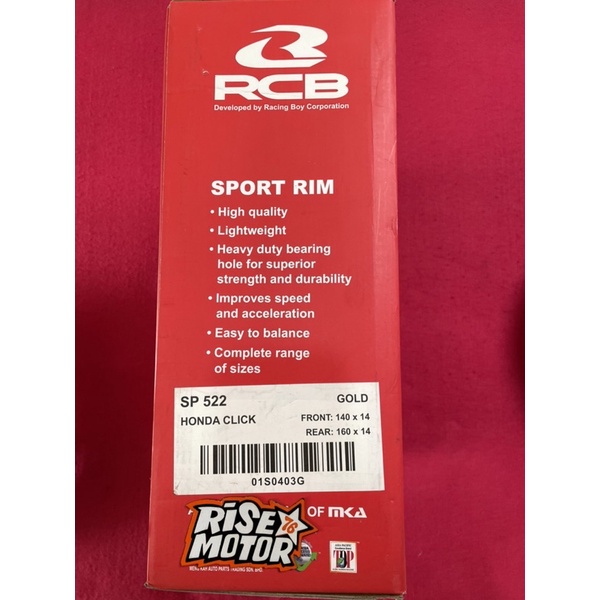 RCB
Developed by Racing Boy Corporation
SPORT RIM
• High quality
• Lightweight
• Heavy duty bearing
hole for superior
strength and durability
• Improves speed
and acceleration
• Easy to balance
• Complete range
of sizes
SP 522 GOLD
HONDA CLICK FRONT: 140 x 14
REAR: 160 x 14
01S0403G
OF MKA
RiSE 76
MOTOR